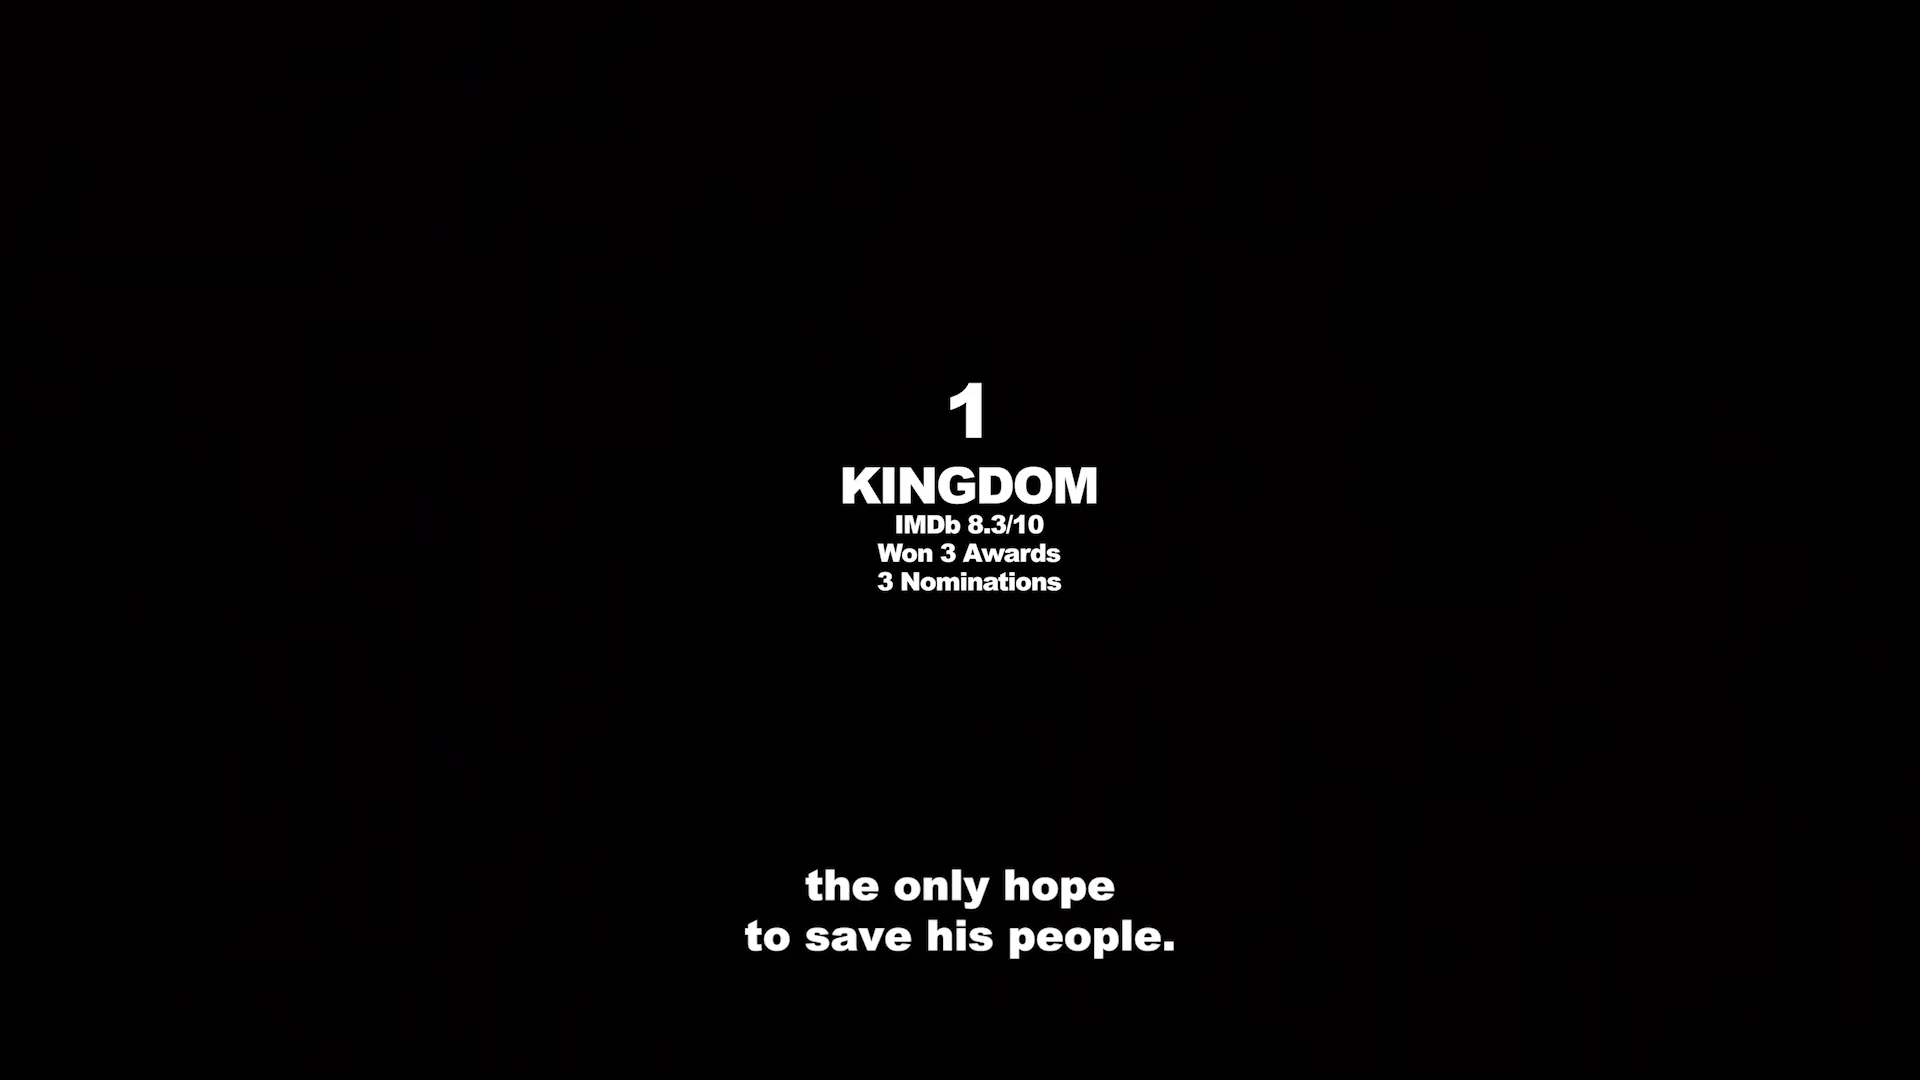 1
KINGDOM
IMDb 8.3/10
Won 3 Awards
3 Nominations
the only hope
to save his people.